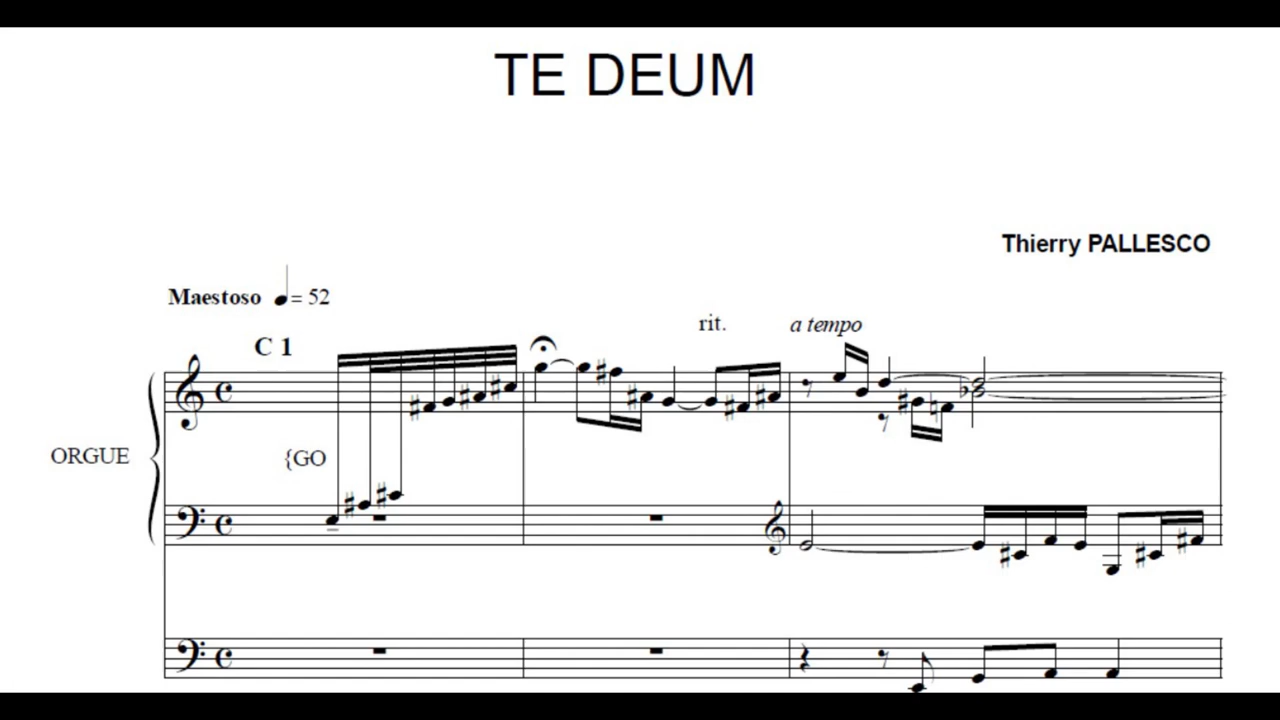 TE DEUM
Thierry PALLESCO
Maestoso = 52
rit.
a tempo
C 1
ORGUE
{GO